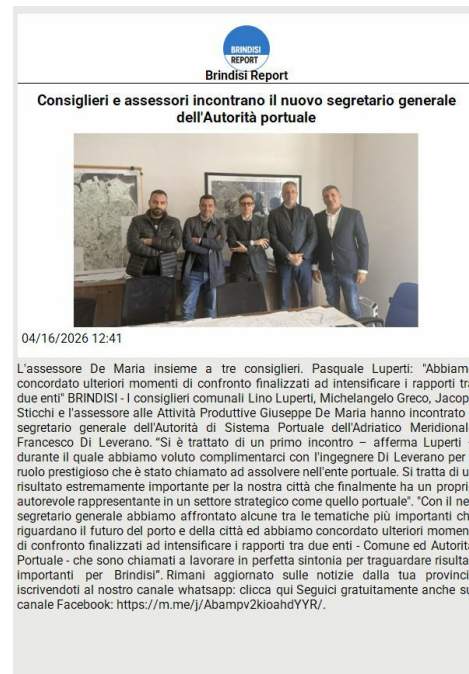 BRINDISI
REPORT
Brindisi Report
Consiglieri e assessori incontrano il nuovo segretario generale
dell'Autorità portuale
04/16/2026 12:41
L'assessore De Maria insieme a tre consiglieri. Pasquale Luperti: "Abbiam
concordato ulteriori momenti di confronto finalizzati ad intensificare i rapporti tra
due enti" BRINDISI - I consiglieri comunali Lino Luperti, Michelangelo Greco, Jacop
Sticchi e l'assessore alle Attività Produttive Giuseppe De Maria hanno incontrato
segretario generale dell'Autorità di Sistema Portuale dell'Adriatico Meridional
Francesco Di Leverano. “Si è trattato di un primo incontro – afferma Luperti -
durante il quale abbiamo voluto complimentarci con l'ingegnere Di Leverano per
ruolo prestigioso che è stato chiamato ad assolvere nell'ente portuale. Si tratta di u
risultato estremamente importante per la nostra città che finalmente ha un propri
autorevole rappresentante in un settore strategico come quello portuale". "Con il ne
segretario generale abbiamo affrontato alcune tra le tematiche più importanti ch
riguardano il futuro del porto e della città ed abbiamo concordato ulteriori momen
di confronto finalizzati ad intensificare i rapporti tra due enti - Comune ed Autorità
Portuale - che sono chiamati a lavorare in perfetta sintonia per traguardare risulta
importanti per Brindisi”. Rimani aggiornato sulle notizie dalla tua provinci
iscrivendoti al nostro canale whatsapp: clicca qui Seguici gratuitamente anche su
canale Facebook: https://m.me/j/Abampv2kioahdYYR/.